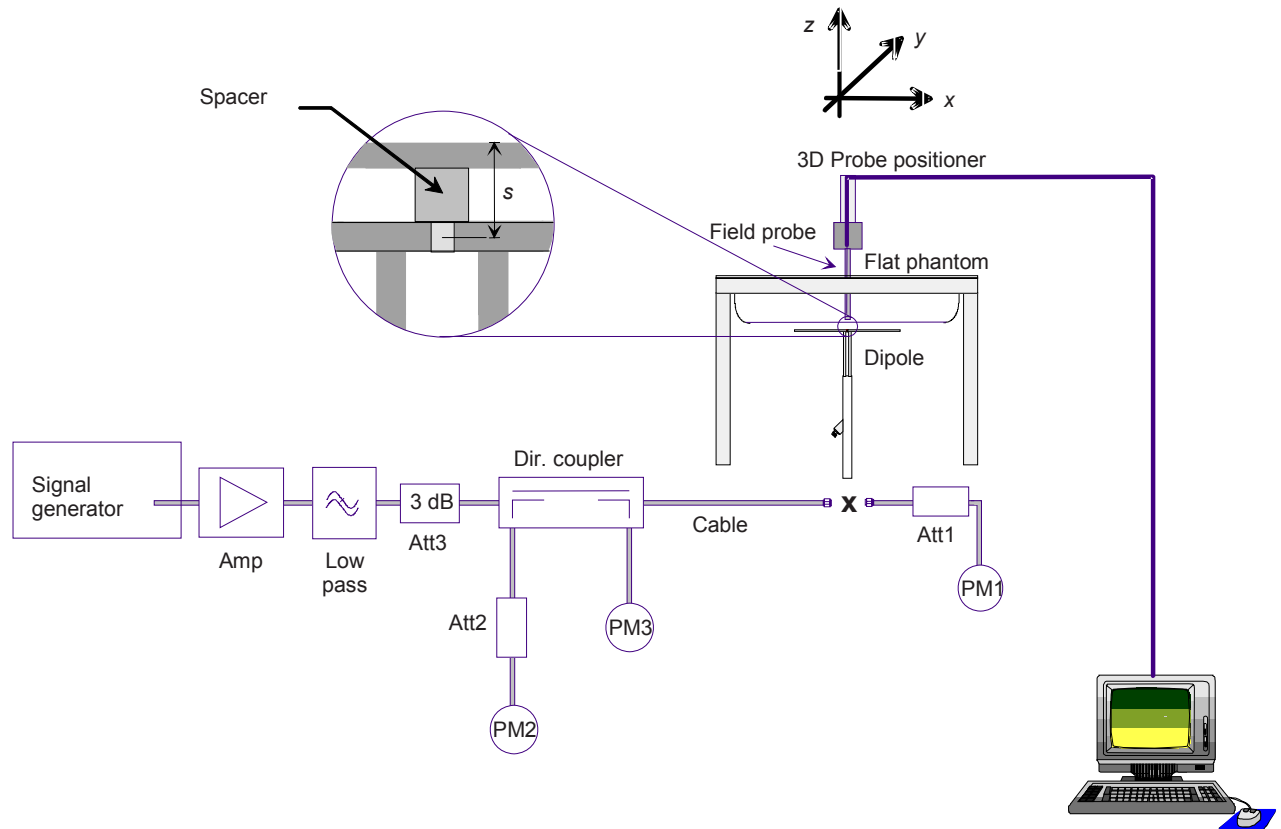 z
y
x
Spacer
s
3D Probe positioner
Field probe
Flat phantom
Dipole
Signal
generator
Amp
Low
pass
3 dB
Att3
Dir. coupler
Cable
X
Att1
PM1
Att2
PM3
PM2